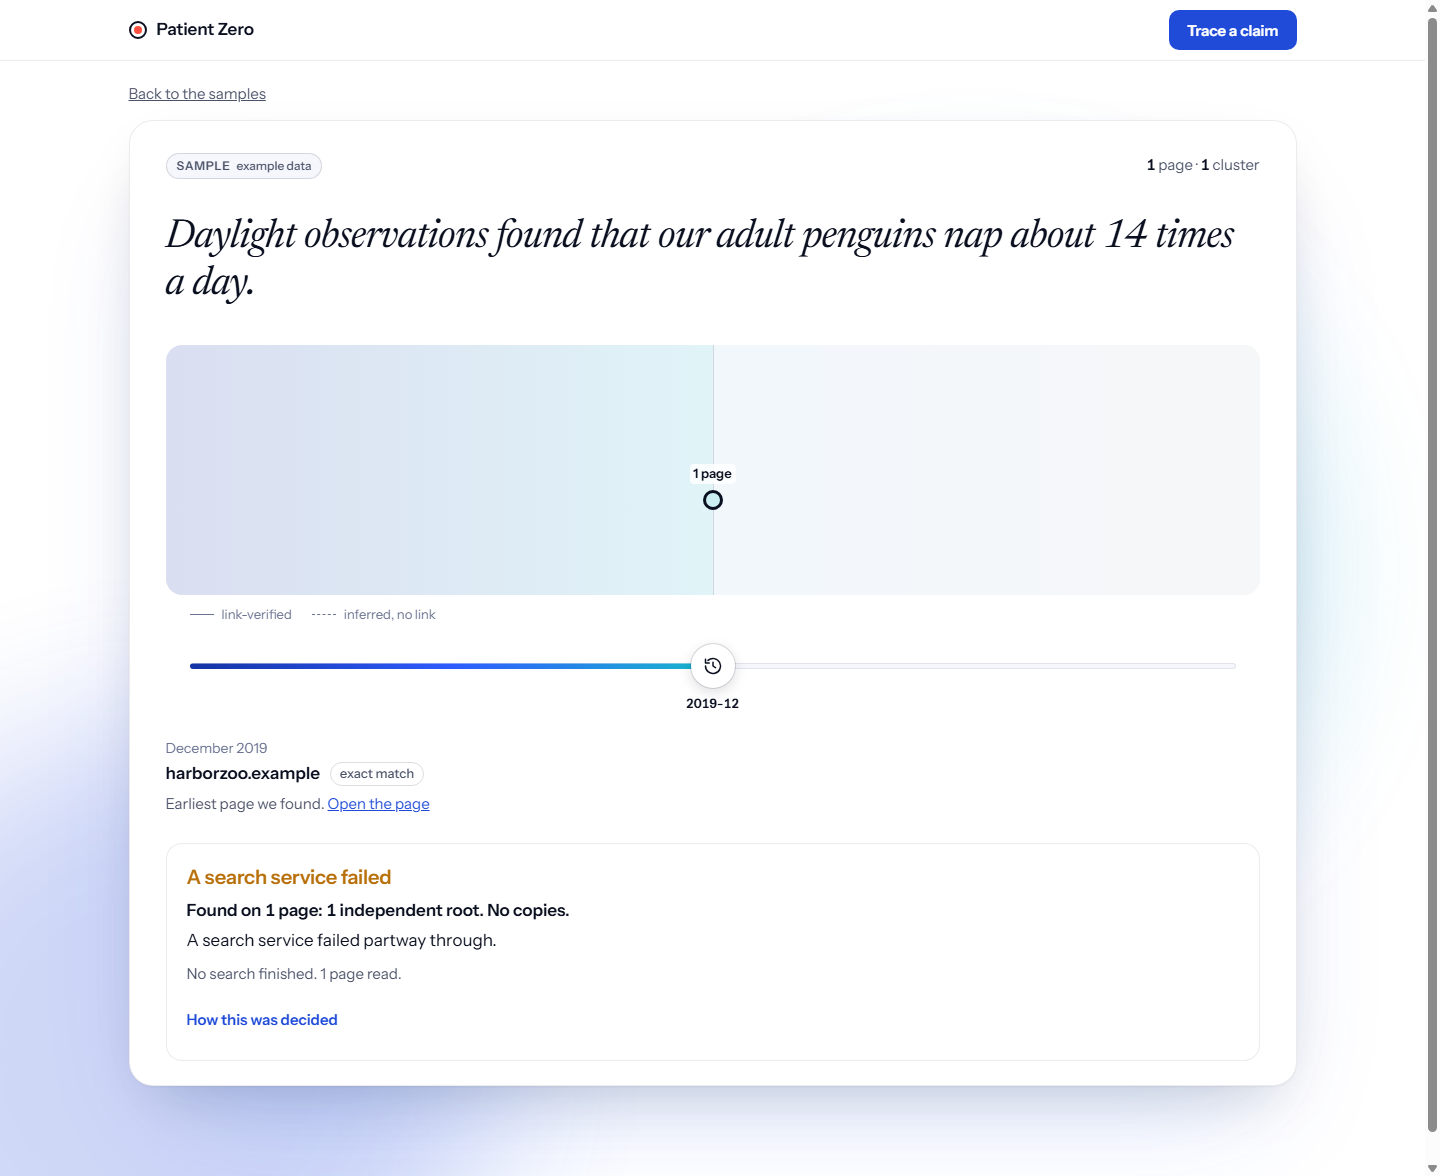 Patient Zero
Trace a claim
Back to the samples
SAMPLE example data
1 page · 1 cluster
Daylight observations found that our adult penguins nap about 14 times
a day.
1 page
link-verified
inferred, no link
2019-12
December 2019
harborzoo.example exact match
Earliest page we found. Open the page
A search service failed
Found on 1 page: 1 independent root. No copies.
A search service failed partway through.
No search finished. 1 page read.
How this was decided